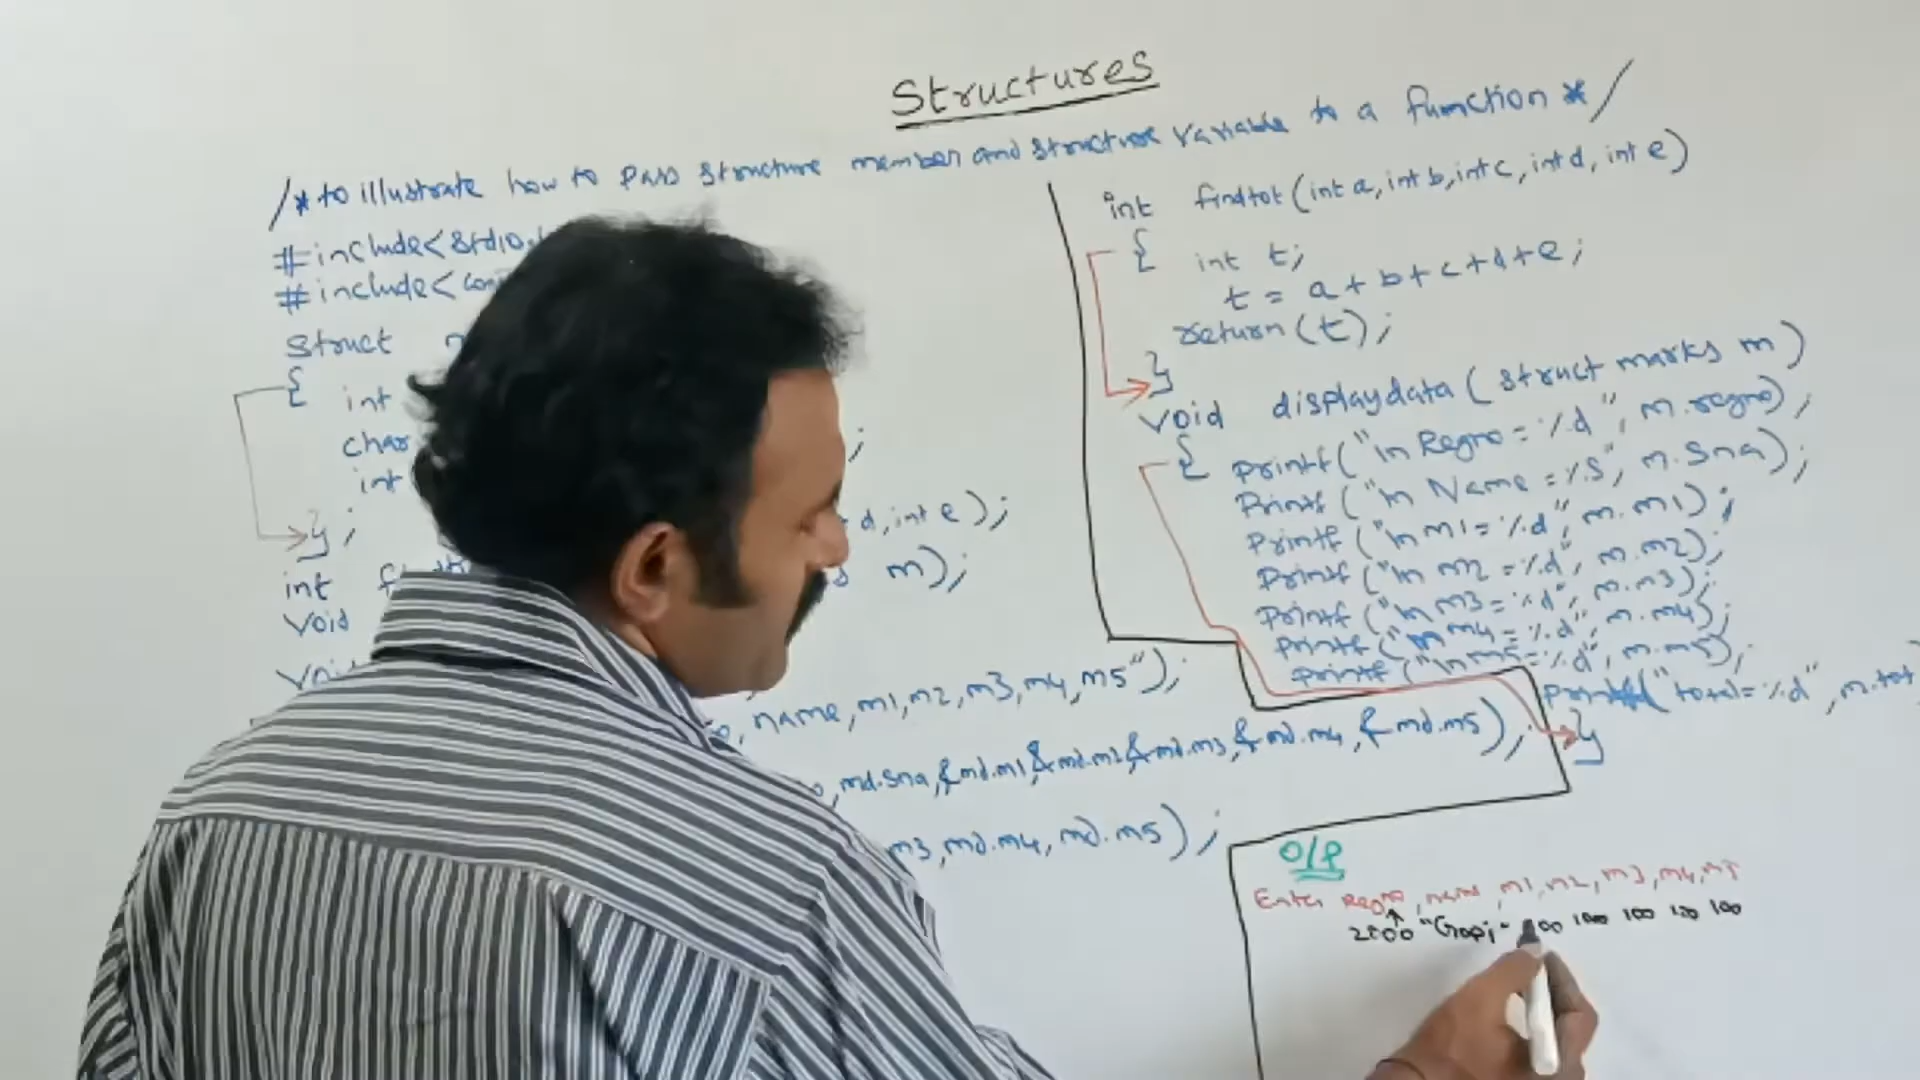 Structures
/* to illustrate how to pass structure member and structure variable to a function */
#include<stdio.
#include<con
struct
{
int
char ;
int
};
int d, int e);
void m);
void
, name, m1, m2, m3, m4, m5");
, md.sna, &md.m1, &md.m2, &md.m3, &md.m4, &md.m5);
m3, md.m4, md.m5);
int findtot(int a, int b, int c, int d, int e)
{ int t;
t = a + b + c + d + e;
return(t);
}
void displaydata(struct marks m)
{ printf("\n Regno = %d", m.regno);
printf("\n Name = %s", m.sna);
printf("\n m1 = %d", m.m1);
printf("\n m2 = %d", m.m2);
printf("\n m3 = %d", m.m3);
printf("\n m4 = %d", m.m4);
printf("\n m5 = %d", m.m5);
printf("total = %d", m.tot
}
O/P
Enter regno, name, m1, m2, m3, m4, m5
"Gopi" 100 100 100 100